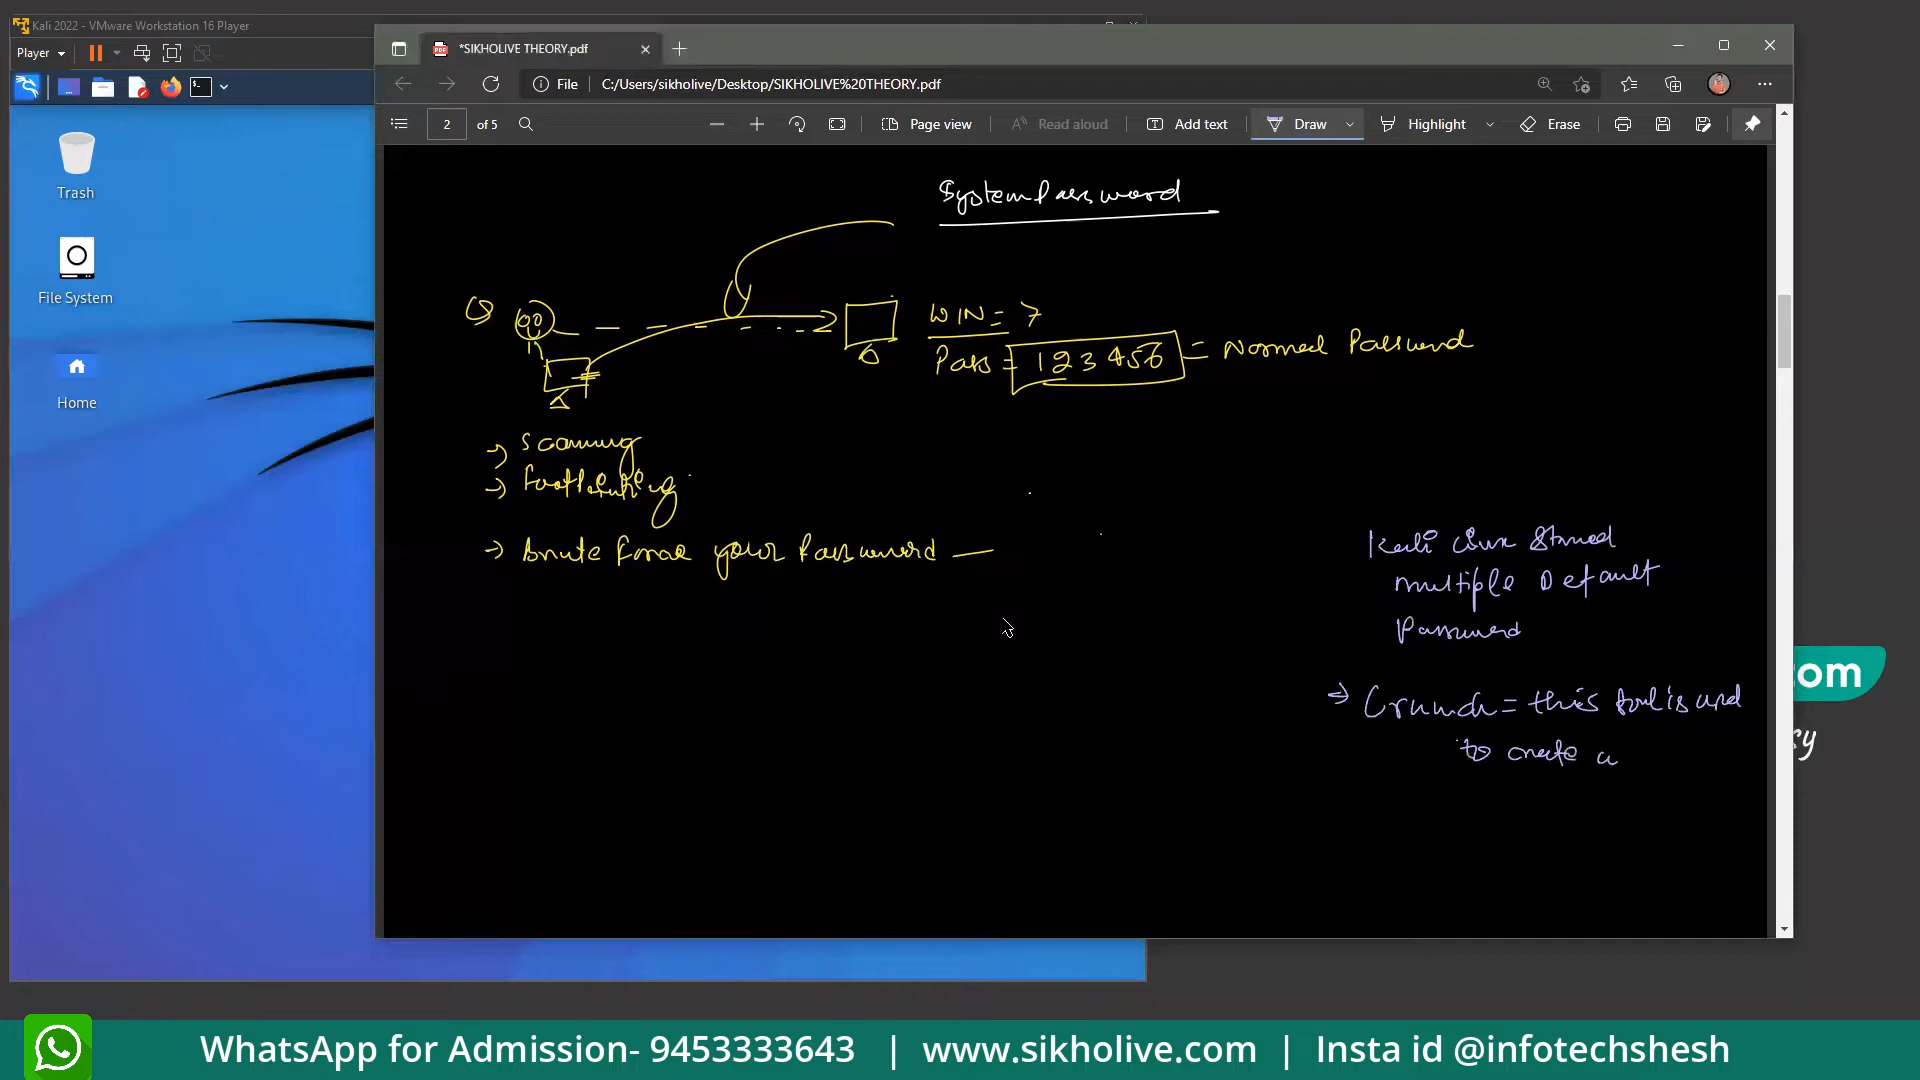 Kali 2022 - VMware Workstation 16 Player
Player
*SIKHOLIVE THEORY.pdf
File
C:/Users/sikholive/Desktop/SIKHOLIVE%20THEORY.pdf
2 of 5
Page view
Read aloud
Add text
Draw
Highlight
Erase
Trash
File System
Home
System Password
WIN = 7
Pass = 123456 = Normal Password
→ Scanning
→ footprinting
→ Brute Force your Password —
Kali Linux Stored
multiple Default
Password
→ Crunch = this tool is used
to create a
.com
WhatsApp for Admission- 9453333643 | www.sikholive.com | Insta id @infotechshesh